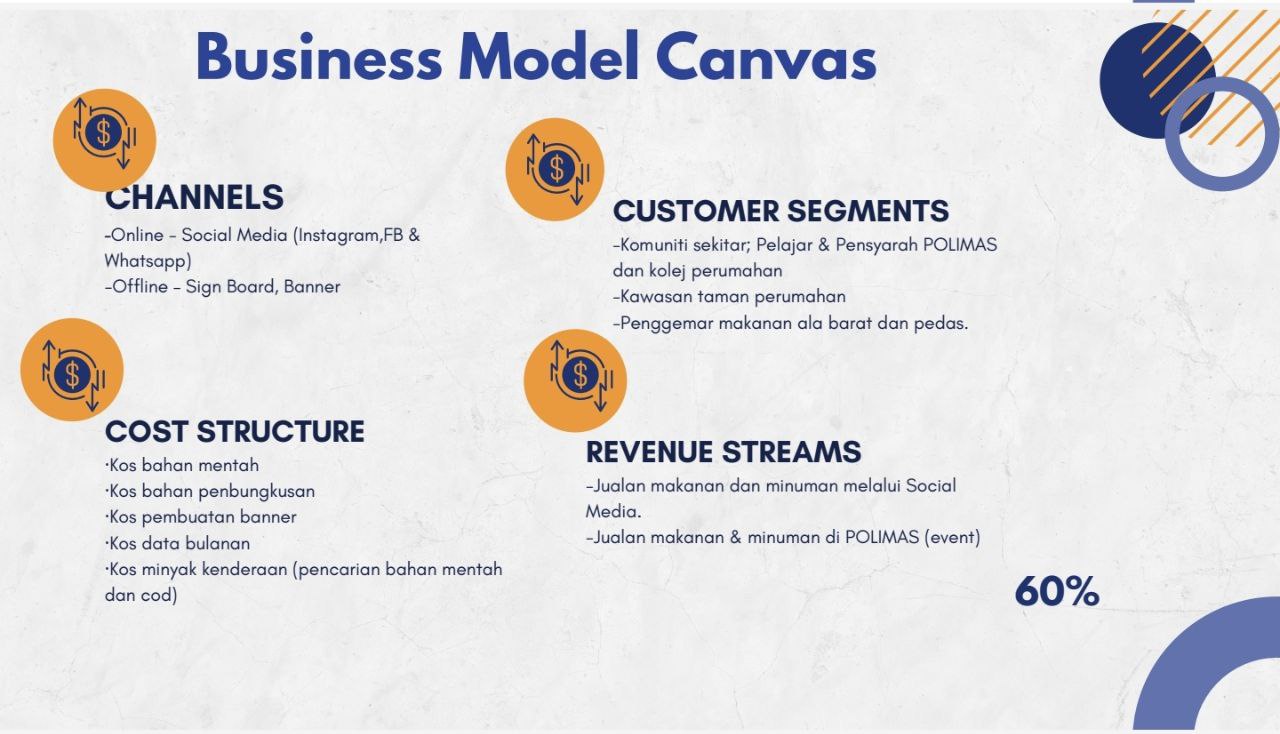 Business Model Canvas
CHANNELS
-Online - Social Media (Instagram,FB &
Whatsapp)
-Offline - Sign Board, Banner
CUSTOMER SEGMENTS
-Komuniti sekitar; Pelajar & Pensyarah POLIMAS
dan kolej perumahan
-Kawasan taman perumahan
-Penggemar makanan ala barat dan pedas.
COST STRUCTURE
·Kos bahan mentah
·Kos bahan penbungkusan
·Kos pembuatan banner
·Kos data bulanan
·Kos minyak kenderaan (pencarian bahan mentah
dan cod)
REVENUE STREAMS
-Jualan makanan dan minuman melalui Social
Media.
-Jualan makanan & minuman di POLIMAS (event)
60%